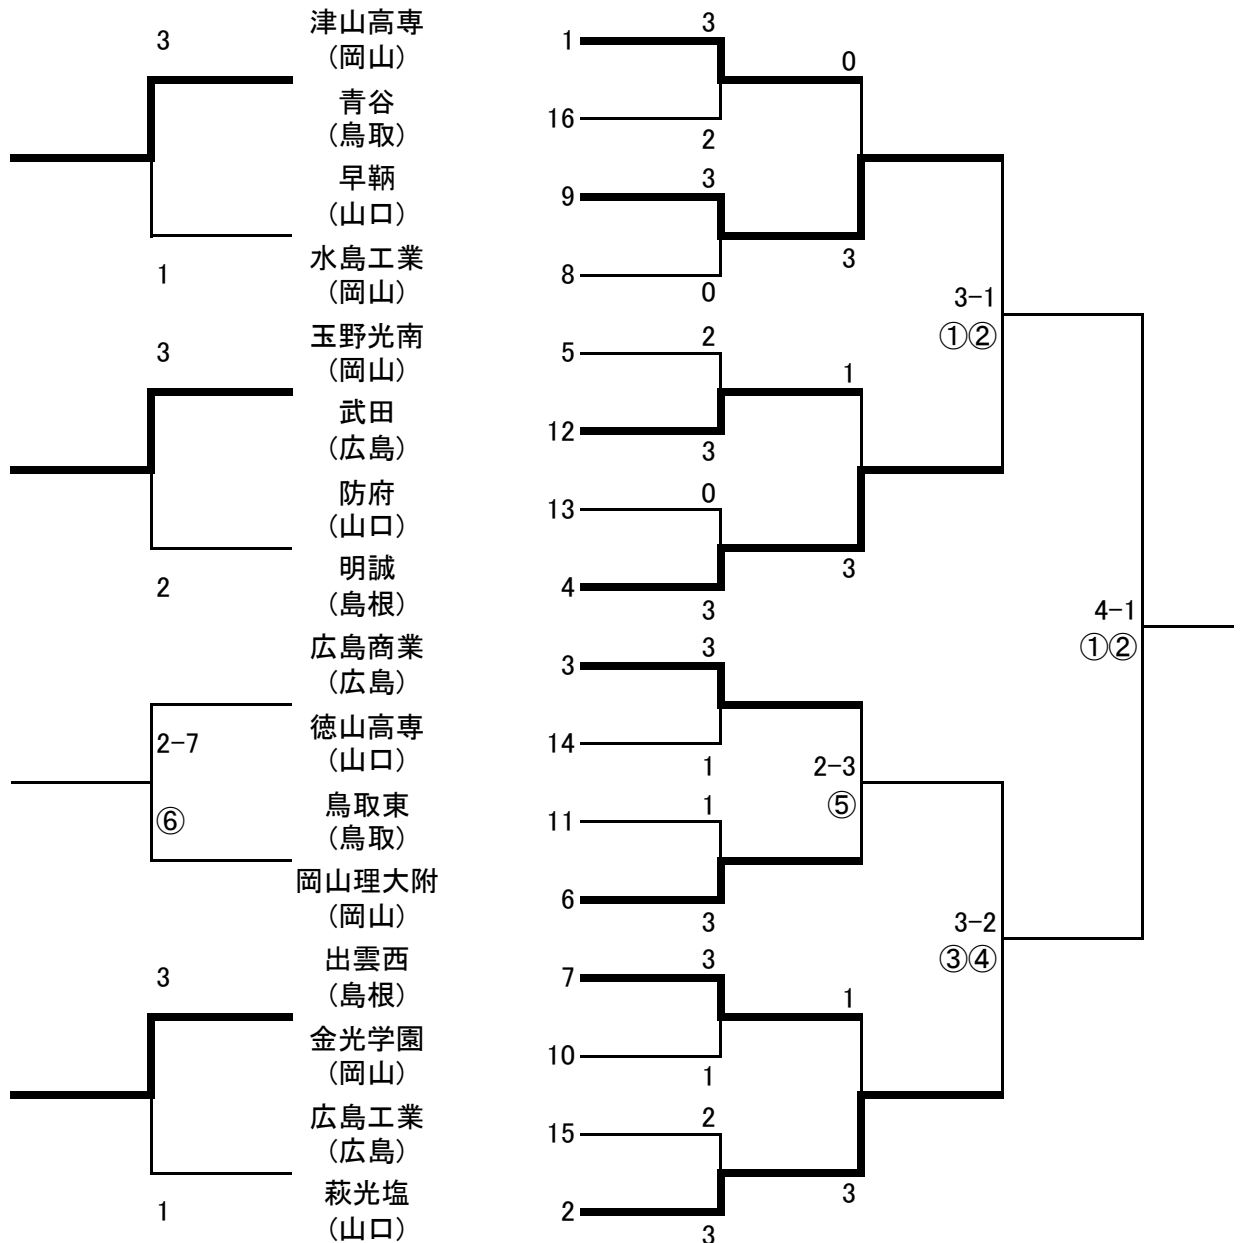 3
津山高専
(岡山)
1
3
0
青谷
(鳥取)
16
2
早鞆
(山口)
9
3
1
水島工業
(岡山)
8
0
3
3-1
①②
3
玉野光南
(岡山)
5
2
1
武田
(広島)
12
3
防府
(山口)
13
0
2
明誠
(島根)
4
3
3
4-1
①②
広島商業
(広島)
3
3
2-7
徳山高専
(山口)
14
1
2-3
⑤
⑥
鳥取東
(鳥取)
11
1
岡山理大附
(岡山)
6
3
3-2
③④
3
出雲西
(島根)
7
3
1
金光学園
(岡山)
10
1
広島工業
(広島)
15
2
1
萩光塩
(山口)
2
3
3